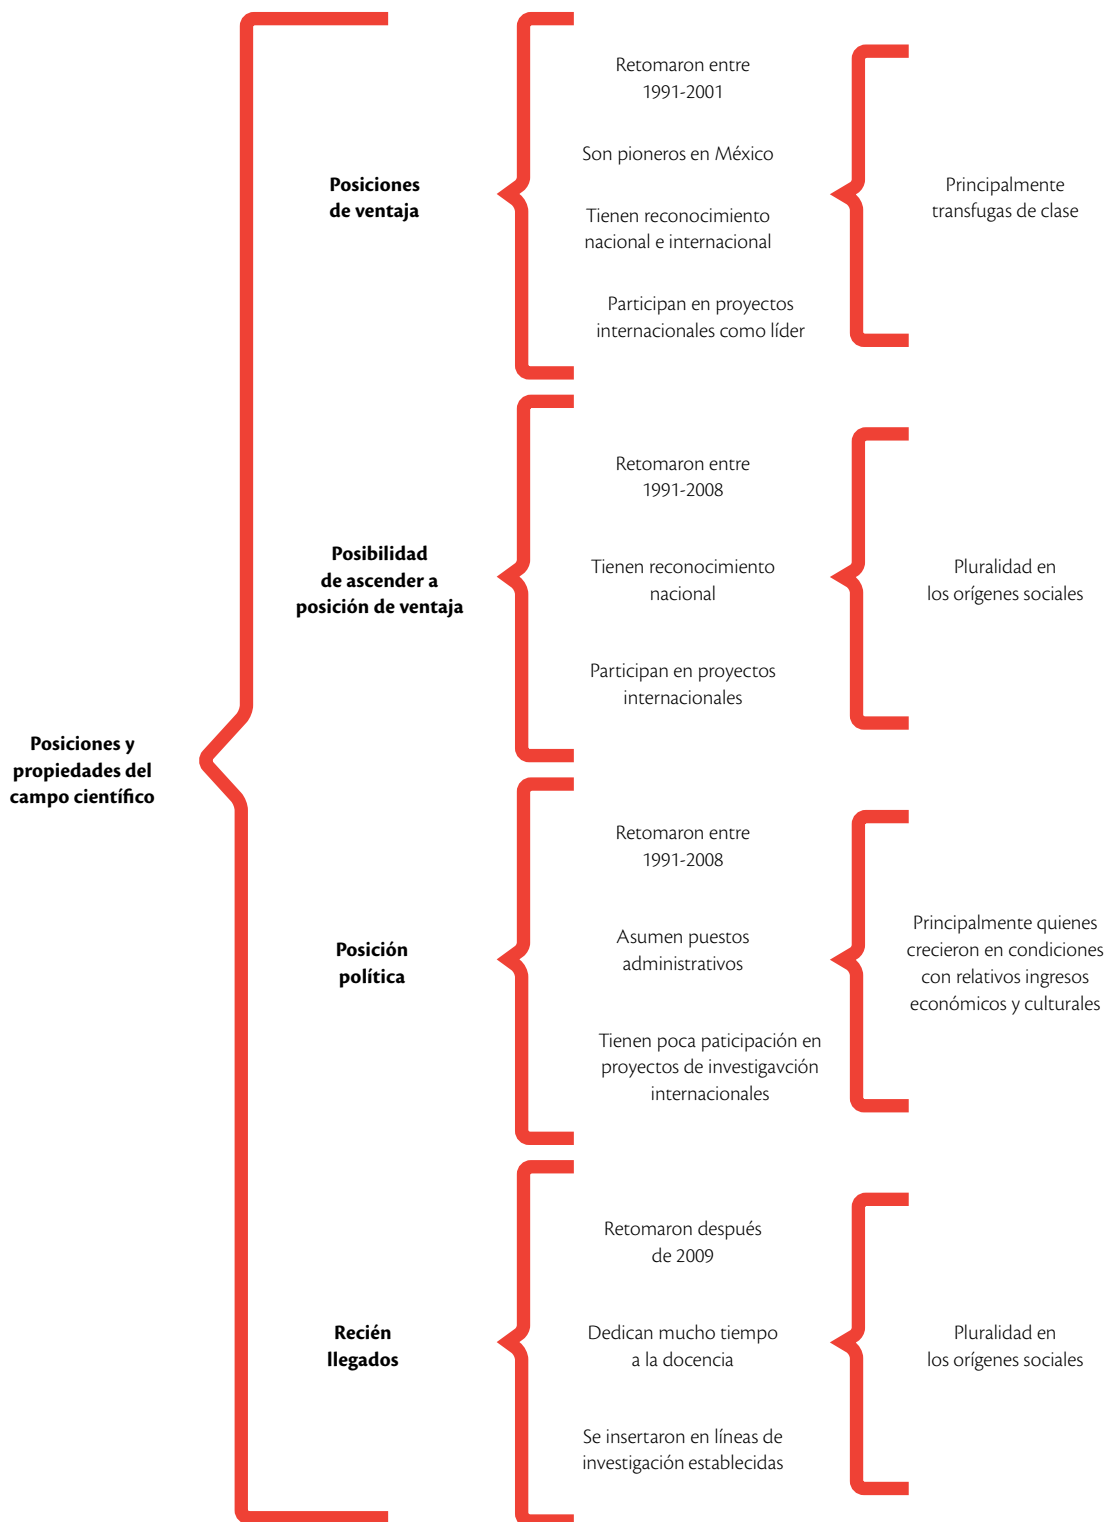 Posiciones y
propiedades del
campo científico
Posiciones
de ventaja
Retomaron entre
1991-2001
Son pioneros en México
Tienen reconocimiento
nacional e internacional
Participan en proyectos
internacionales como líder
Principalmente
transfugas de clase
Posibilidad
de ascender a
posición de ventaja
Retomaron entre
1991-2008
Tienen reconocimiento
nacional
Participan en proyectos
internacionales
Pluralidad en
los orígenes sociales
Posición
política
Retomaron entre
1991-2008
Asumen puestos
administrativos
Tienen poca paticipación en
proyectos de investigavción
internacionales
Principalmente quienes
crecieron en condiciones
con relativos ingresos
económicos y culturales
Recién
llegados
Retomaron después
de 2009
Dedican mucho tiempo
a la docencia
Se insertaron en líneas de
investigación establecidas
Pluralidad en
los orígenes sociales